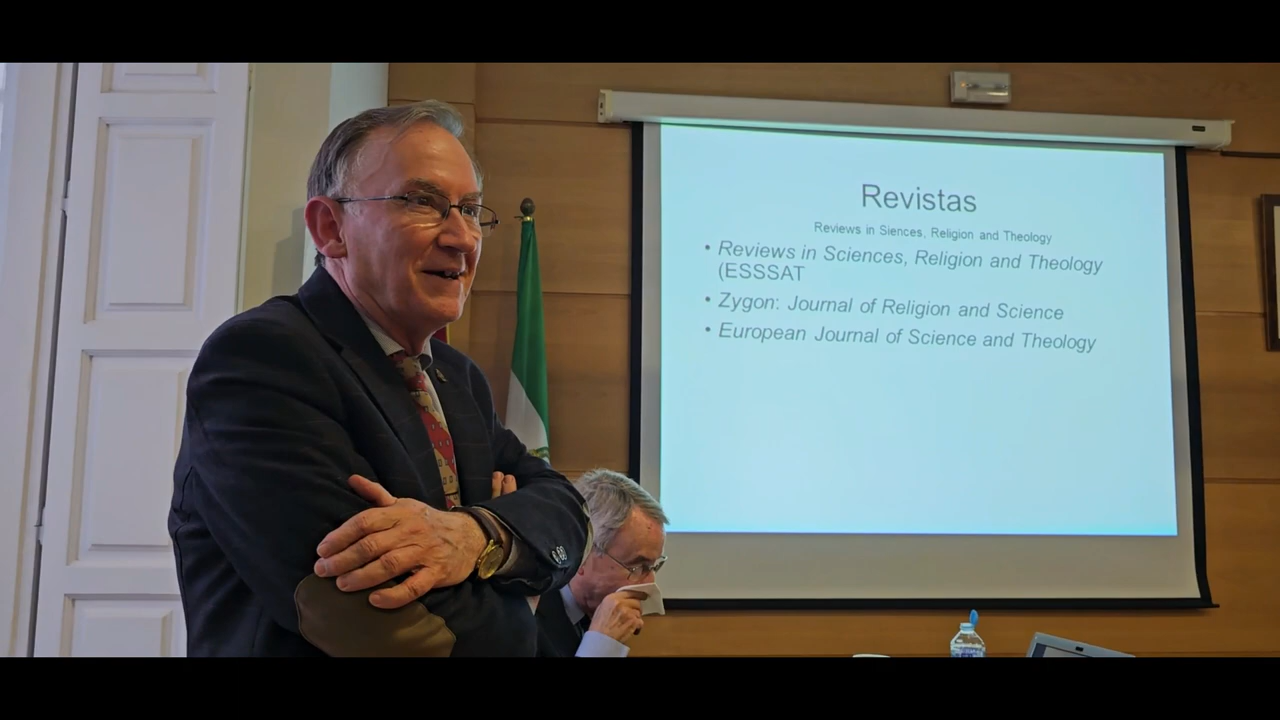 Revistas
Reviews in Siences, Religion and Theology
• Reviews in Sciences, Religion and Theology
(ESSSAT
• Zygon: Journal of Religion and Science
• European Journal of Science and Theology